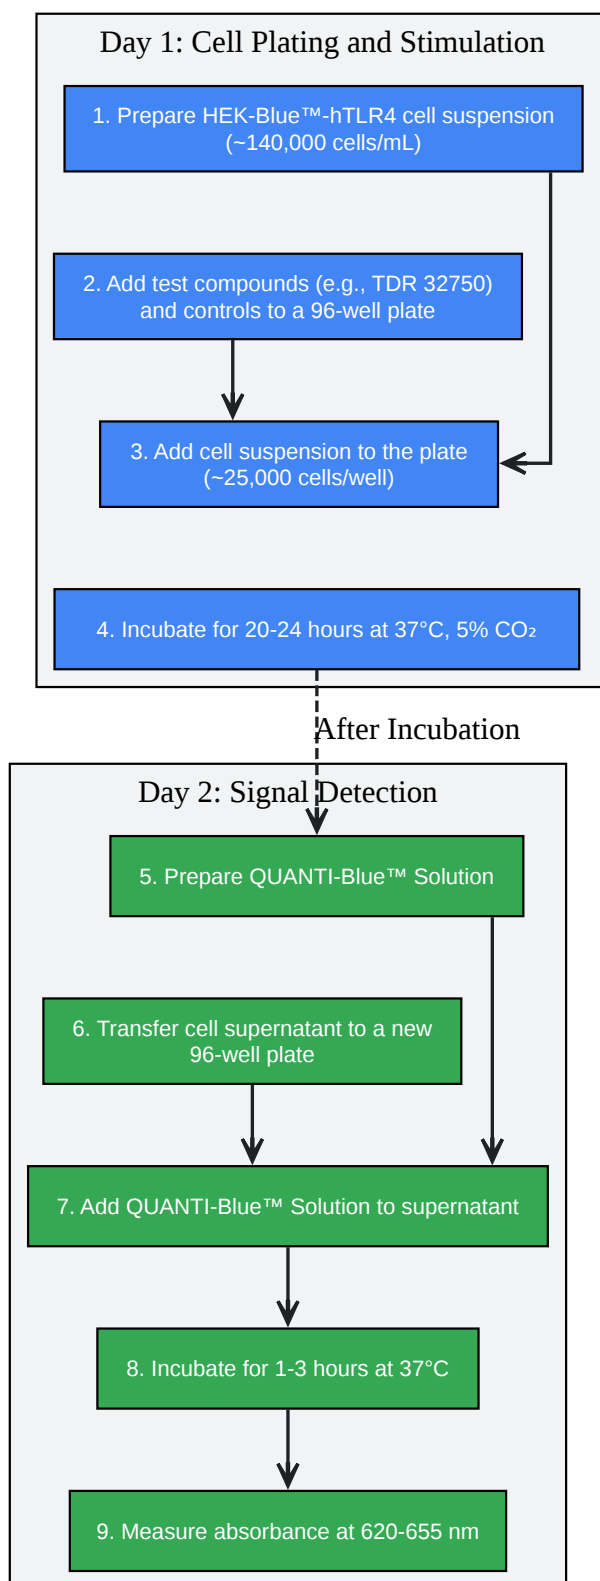 Day 1: Cell Plating and Stimulation
1. Prepare HEK-Blue™-hTLR4 cell suspension
(~140,000 cells/mL)
2. Add test compounds (e.g., TDR 32750)
and controls to a 96-well plate
3. Add cell suspension to the plate
(~25,000 cells/well)
4. Incubate for 20-24 hours at 37°C, 5% CO₂
After Incubation
Day 2: Signal Detection
5. Prepare QUANTI-Blue™ Solution
6. Transfer cell supernatant to a new
96-well plate
7. Add QUANTI-Blue™ Solution to supernatant
8. Incubate for 1-3 hours at 37°C
9. Measure absorbance at 620-655 nm